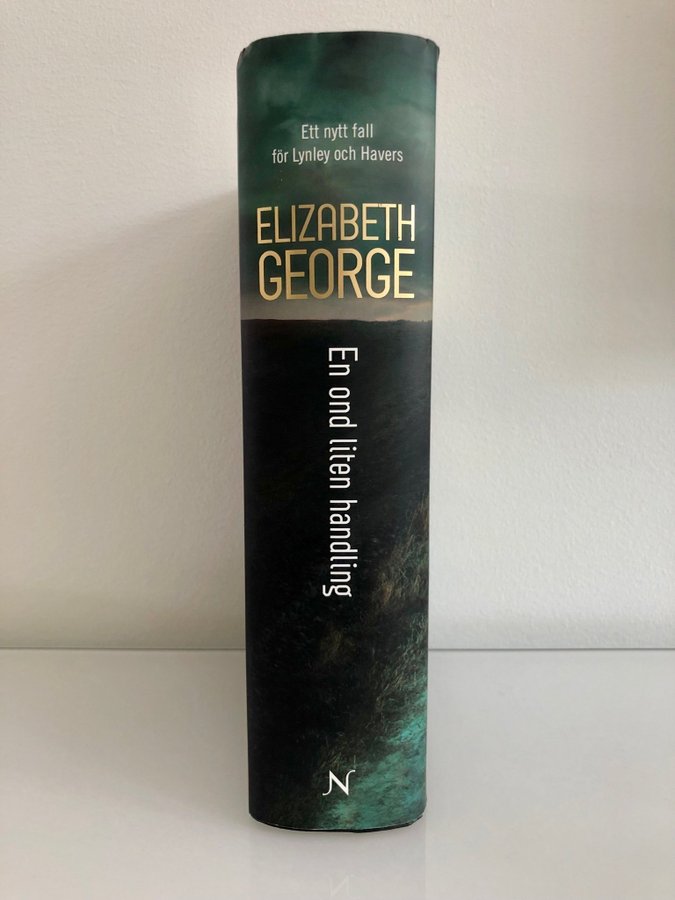 Ett nytt fall
för Lynley och Havers
ELIZABETH
GEORGE
En ond liten handling
N